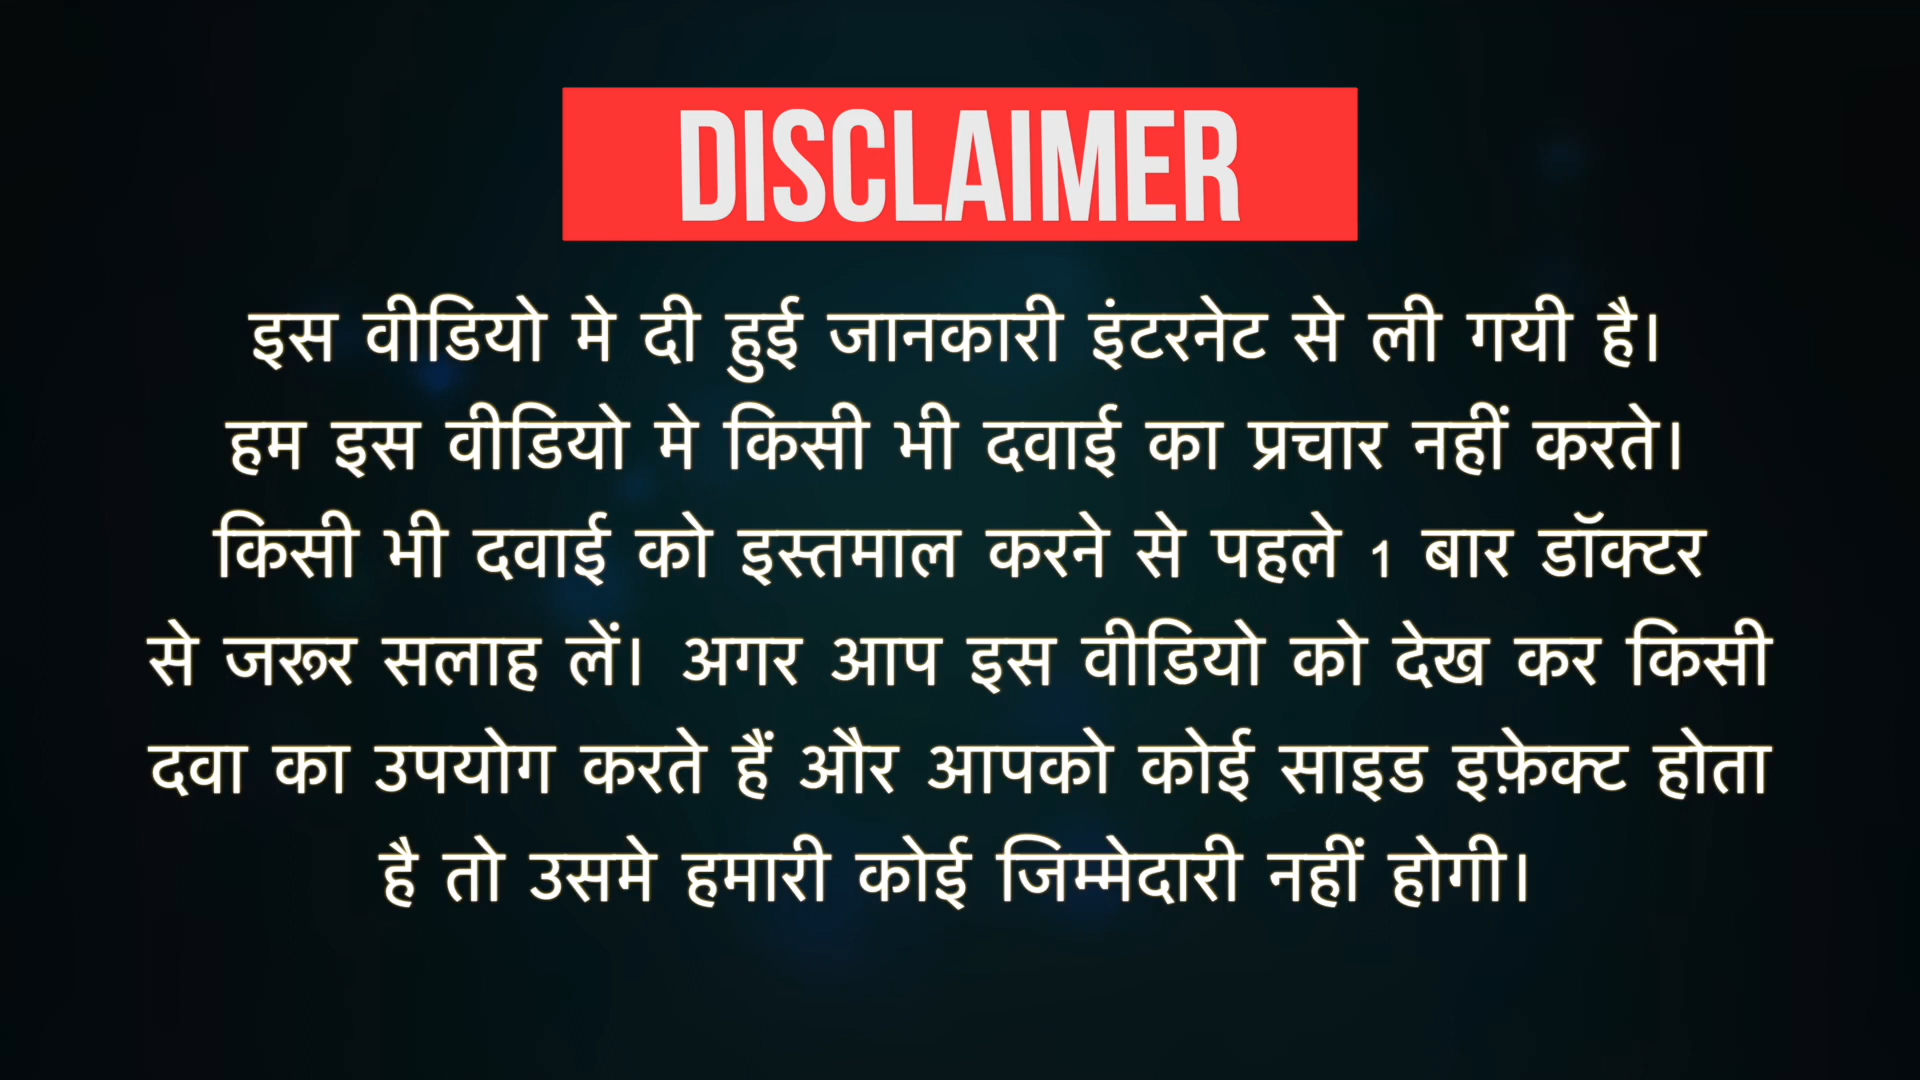 DISCLAIMER
इस वीडियो मे दी हुई जानकारी इंटरनेट से ली गयी है।
हम इस वीडियो मे किसी भी दवाई का प्रचार नहीं करते।
किसी भी दवाई को इस्तमाल करने से पहले 1 बार डॉक्टर
से जरूर सलाह लें। अगर आप इस वीडियो को देख कर किसी
दवा का उपयोग करते हैं और आपको कोई साइड इफ़ेक्ट होता
है तो उसमे हमारी कोई जिम्मेदारी नहीं होगी।